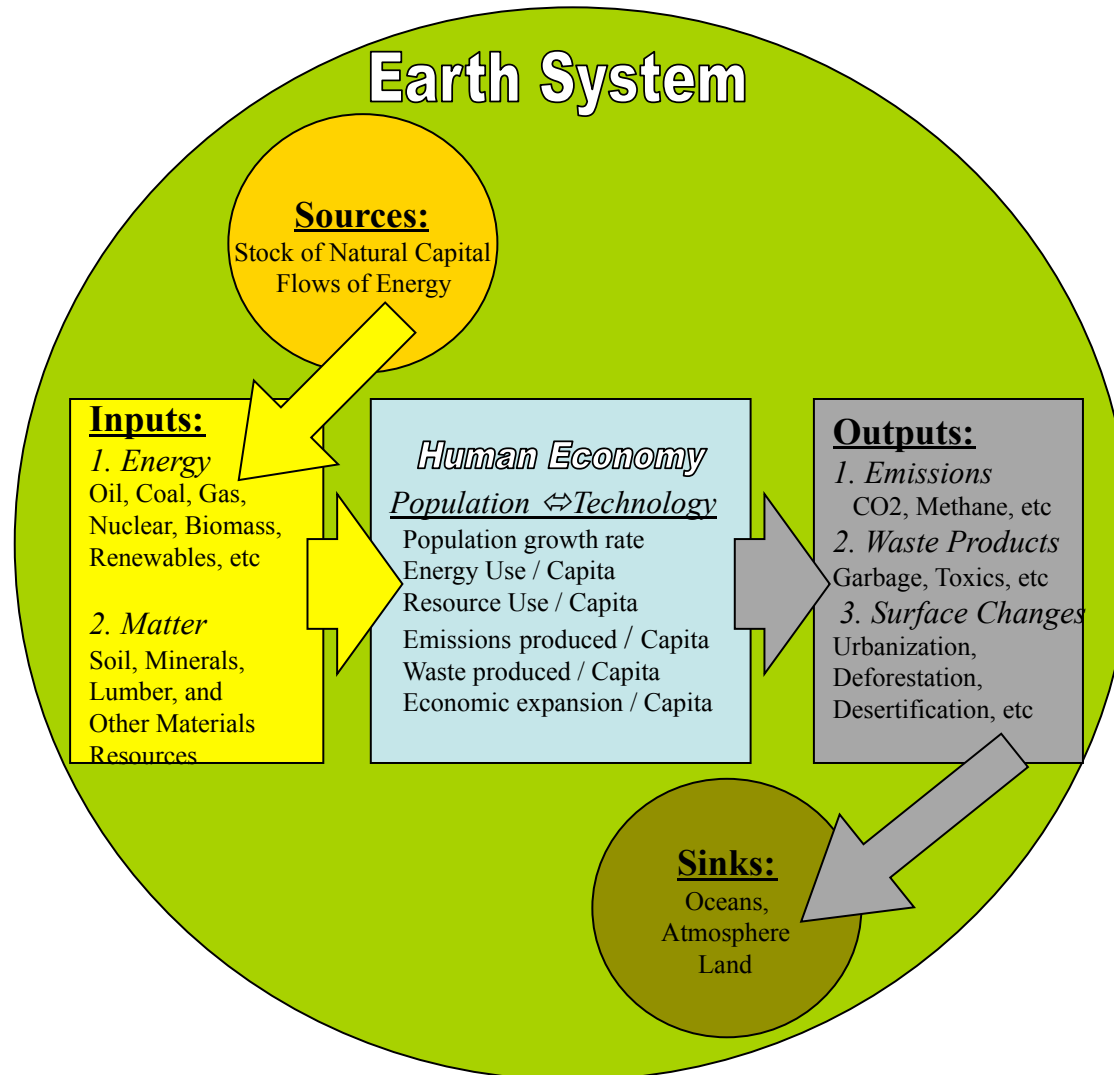 Earth System
Sources:
Stock of Natural Capital
Flows of Energy
Inputs:
1. Energy
Oil, Coal, Gas,
Nuclear, Biomass,
Renewables, etc
2. Matter
Soil, Minerals,
Lumber, and
Other Materials
Resources
Human Economy
Population ⇔Technology
Population growth rate
Energy Use / Capita
Resource Use / Capita
Emissions produced / Capita
Waste produced / Capita
Economic expansion / Capita
Outputs:
1. Emissions
CO2, Methane, etc
2. Waste Products
Garbage, Toxics, etc
3. Surface Changes
Urbanization,
Deforestation,
Desertification, etc
Sinks:
Oceans,
Atmosphere
Land